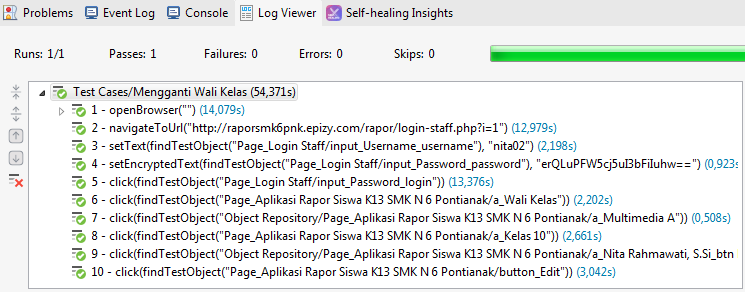 Problems Event Log Console Log Viewer Self-healing Insights
Runs: 1/1 Passes: 1 Failures: 0 Errors: 0 Skips: 0
Test Cases/Mengganti Wali Kelas (54,371s)
1 - openBrowser("") (14,079s)
2 - navigateToUrl("http://raporsmk6pnk.epizy.com/rapor/login-staff.php?i=1") (12,979s)
3 - setText(findTestObject("Page_Login Staff/input_Username_username"), "nita02") (2,198s)
4 - setEncryptedText(findTestObject("Page_Login Staff/input_Password_password"), "erQLuPFW5cj5uI3bFiIuhw==") (0,923s
5 - click(findTestObject("Page_Login Staff/input_Password_login")) (13,376s)
6 - click(findTestObject("Page_Aplikasi Rapor Siswa K13 SMK N 6 Pontianak/a_Wali Kelas")) (2,202s)
7 - click(findTestObject("Object Repository/Page_Aplikasi Rapor Siswa K13 SMK N 6 Pontianak/a_Multimedia A")) (0,508s)
8 - click(findTestObject("Page_Aplikasi Rapor Siswa K13 SMK N 6 Pontianak/a_Kelas 10")) (2,661s)
9 - click(findTestObject("Object Repository/Page_Aplikasi Rapor Siswa K13 SMK N 6 Pontianak/a_Nita Rahmawati, S.Si_btn
10 - click(findTestObject("Page_Aplikasi Rapor Siswa K13 SMK N 6 Pontianak/button_Edit")) (3,042s)